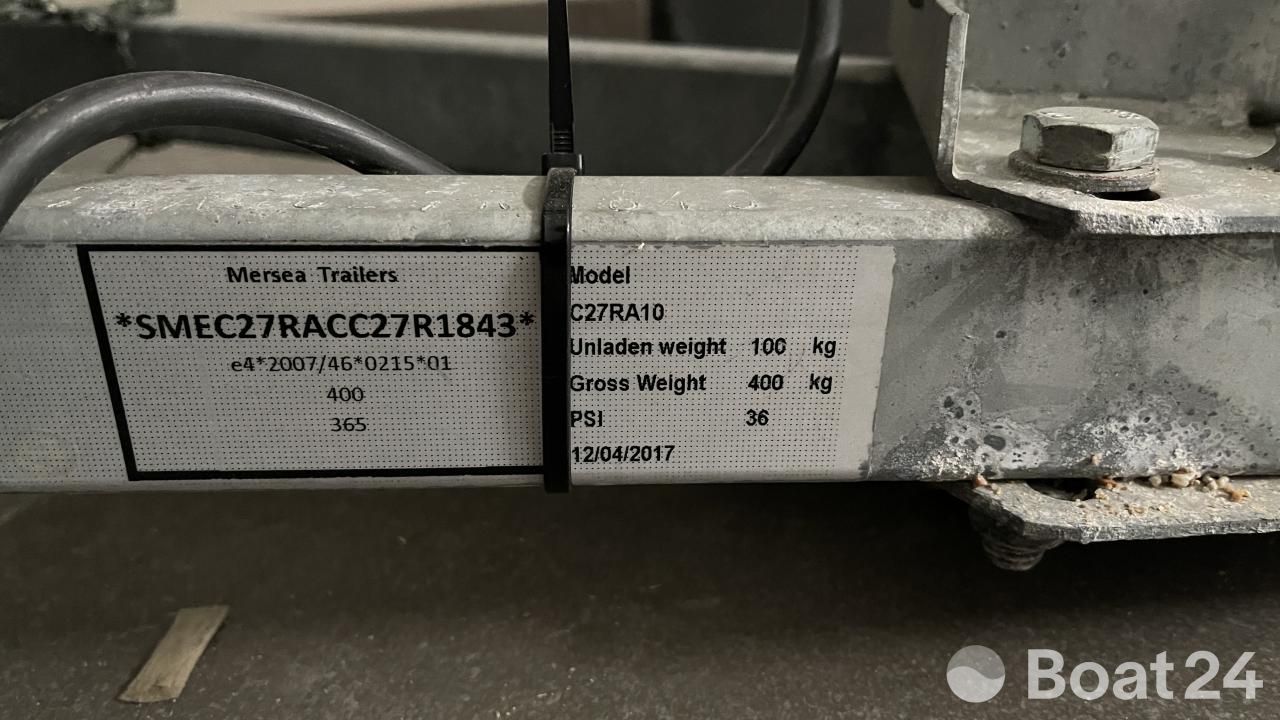 Mersea Trailers
*SMEC27RACC27R1843*
e4*2007/46*0215*01
400
365
Model
C27RA10
Unladen weight 100 kg
Gross Weight 400 kg
PSI 36
12/04/2017
Boat24